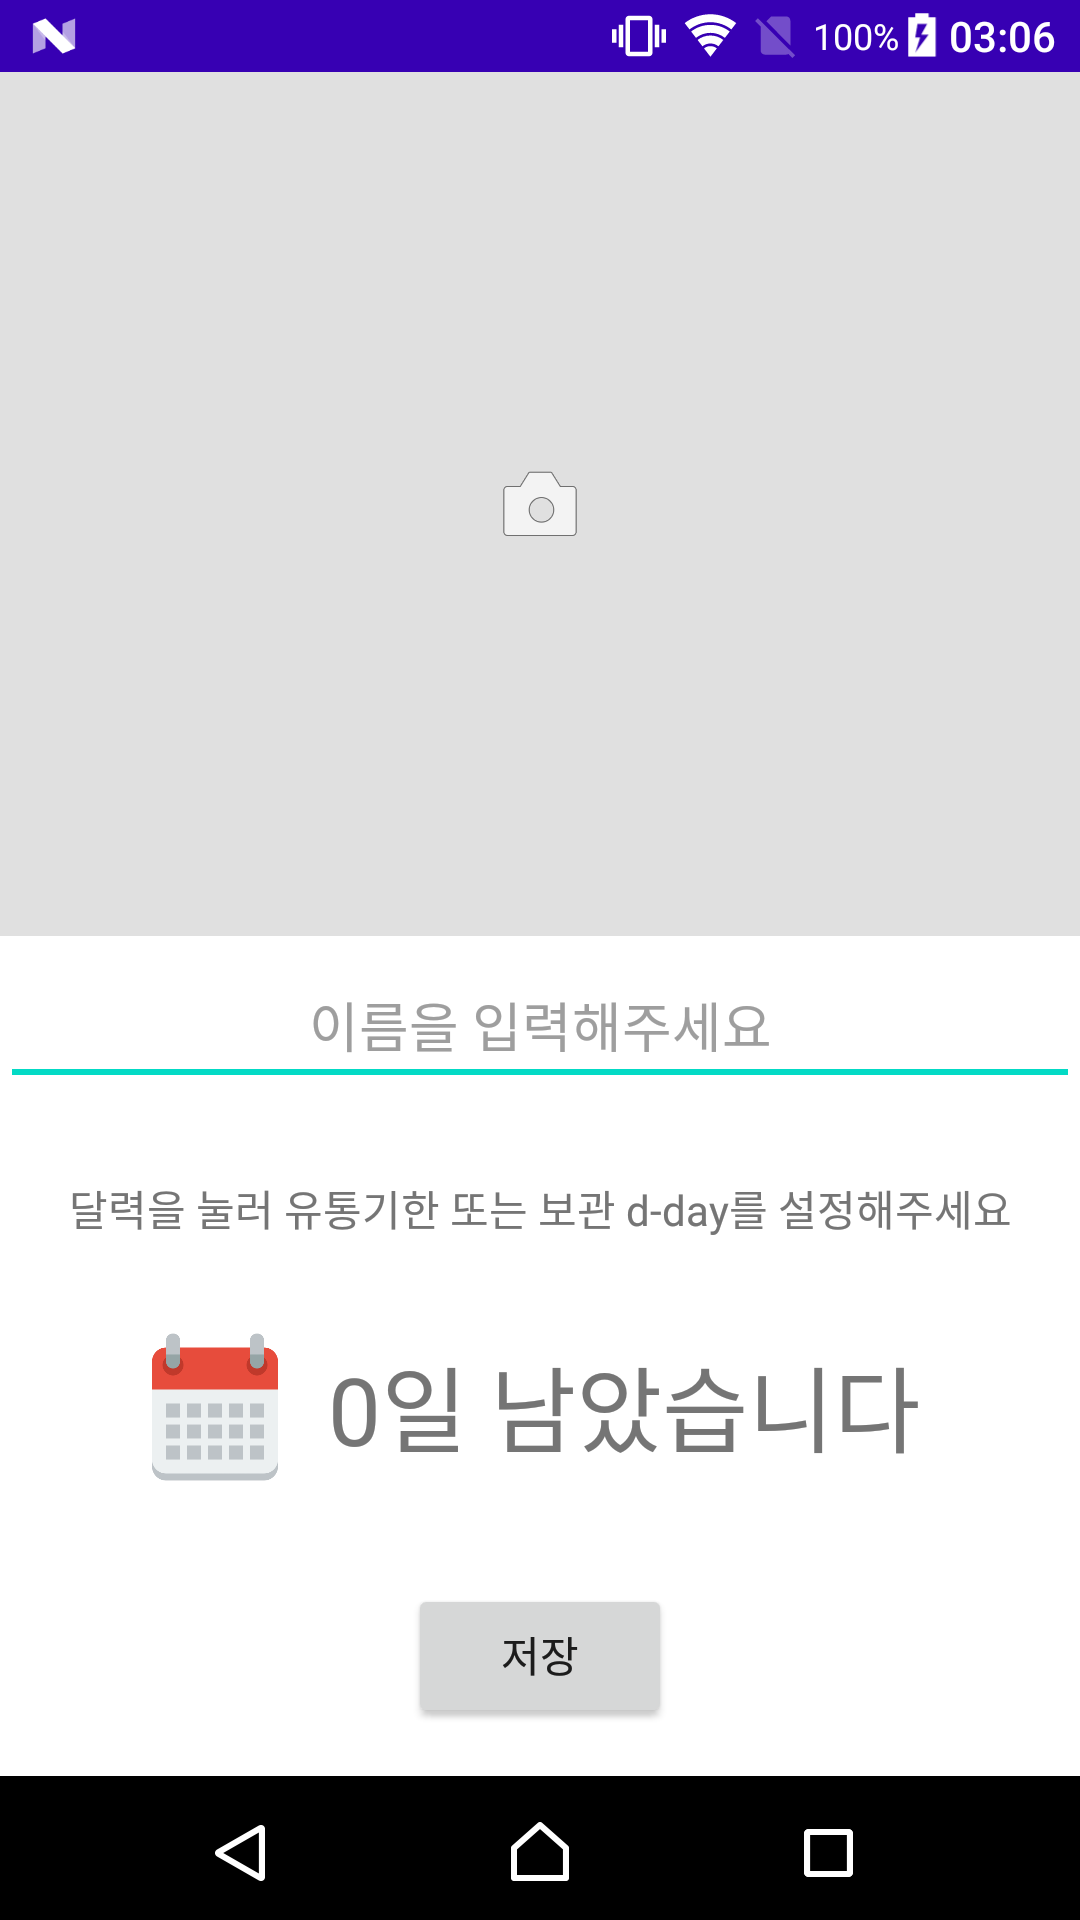 100% 03:06
이름을 입력해주세요
달력을 눌러 유통기한 또는 보관 d-day를 설정해주세요
0일 남았습니다
저장